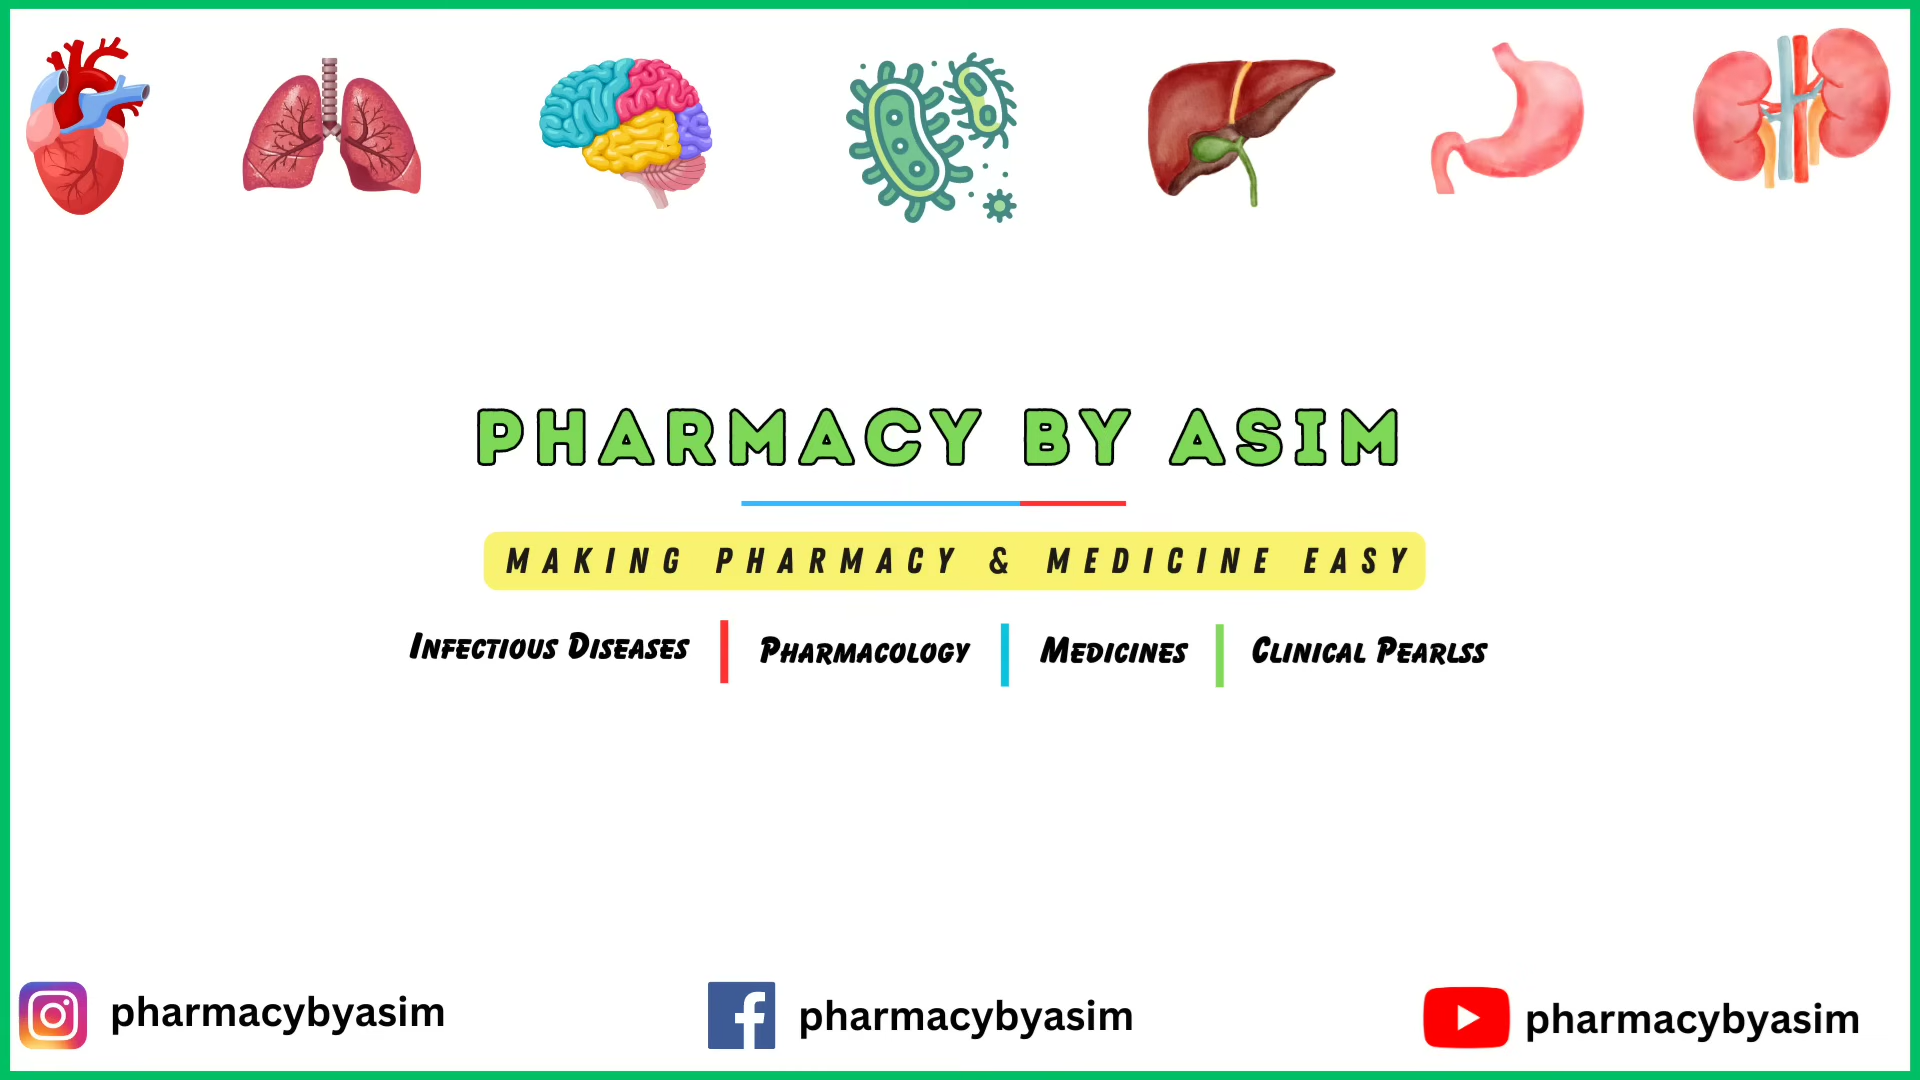 PHARMACY BY ASIM
MAKING PHARMACY & MEDICINE EASY
Infectious Diseases
Pharmacology
Medicines
Clinical Pearlss
pharmacybyasim
pharmacybyasim
pharmacybyasim